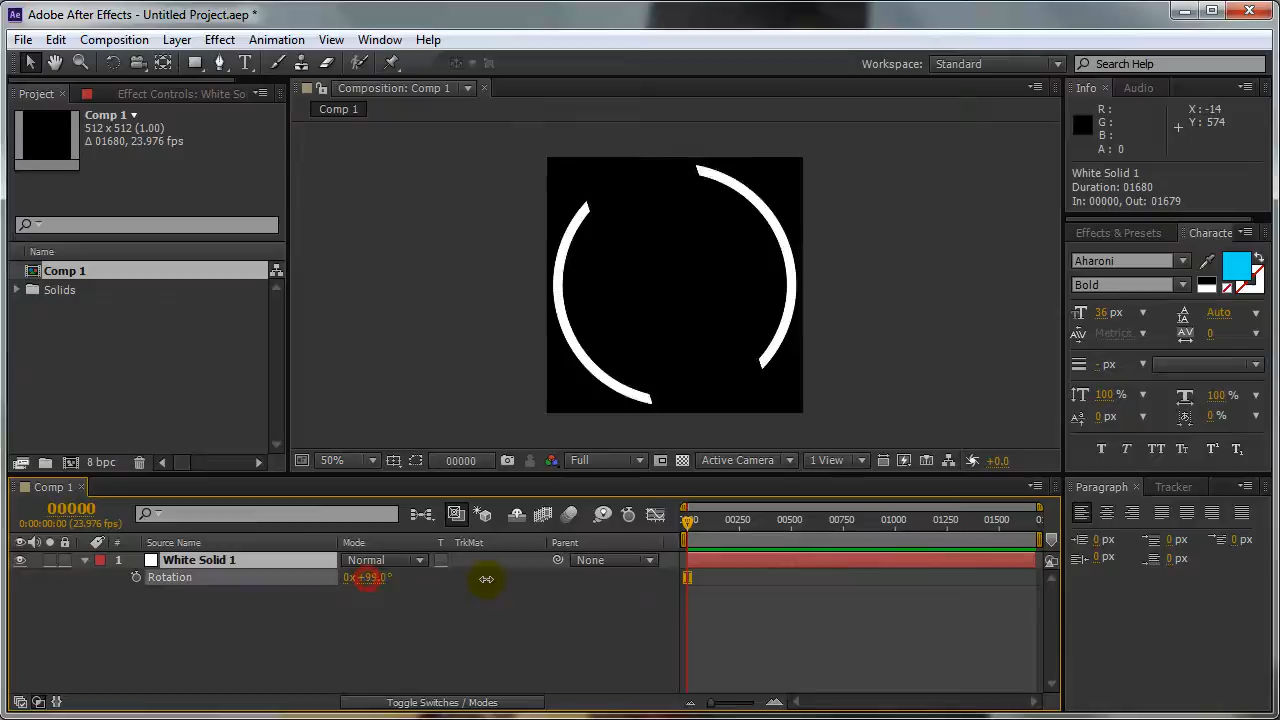 Adobe After Effects - Untitled Project.aep *
File Edit Composition Layer Effect Animation View Window Help
Workspace: Standard Search Help
Project Effect Controls: White So
Composition: Comp 1
Info Audio
Comp 1
512 x 512 (1.00)
Δ 01680, 23.976 fps
Comp 1
R :
G :
B :
A : 0
X : -14
Y : 574
White Solid 1
Duration: 01680
In: 00000, Out: 01679
Effects & Presets Characte
Name
Comp 1
Solids
Aharoni
Bold
36 px Auto
Metrics 0
- px
100 % 100 %
0 px 0 %
T T TT Tt T¹ T₁
8 bpc
50% 00000 Full Active Camera 1 View +0.0
Comp 1
Paragraph Tracker
00000
0:00:00:00 (23.976 fps)
00250 00500 00750 01000 01250 01500
0 px 0 px 0 px
0 px 0 px
# Source Name Mode T TrkMat Parent
1 White Solid 1 Normal None
Rotation 0x+99.0°
Toggle Switches / Modes